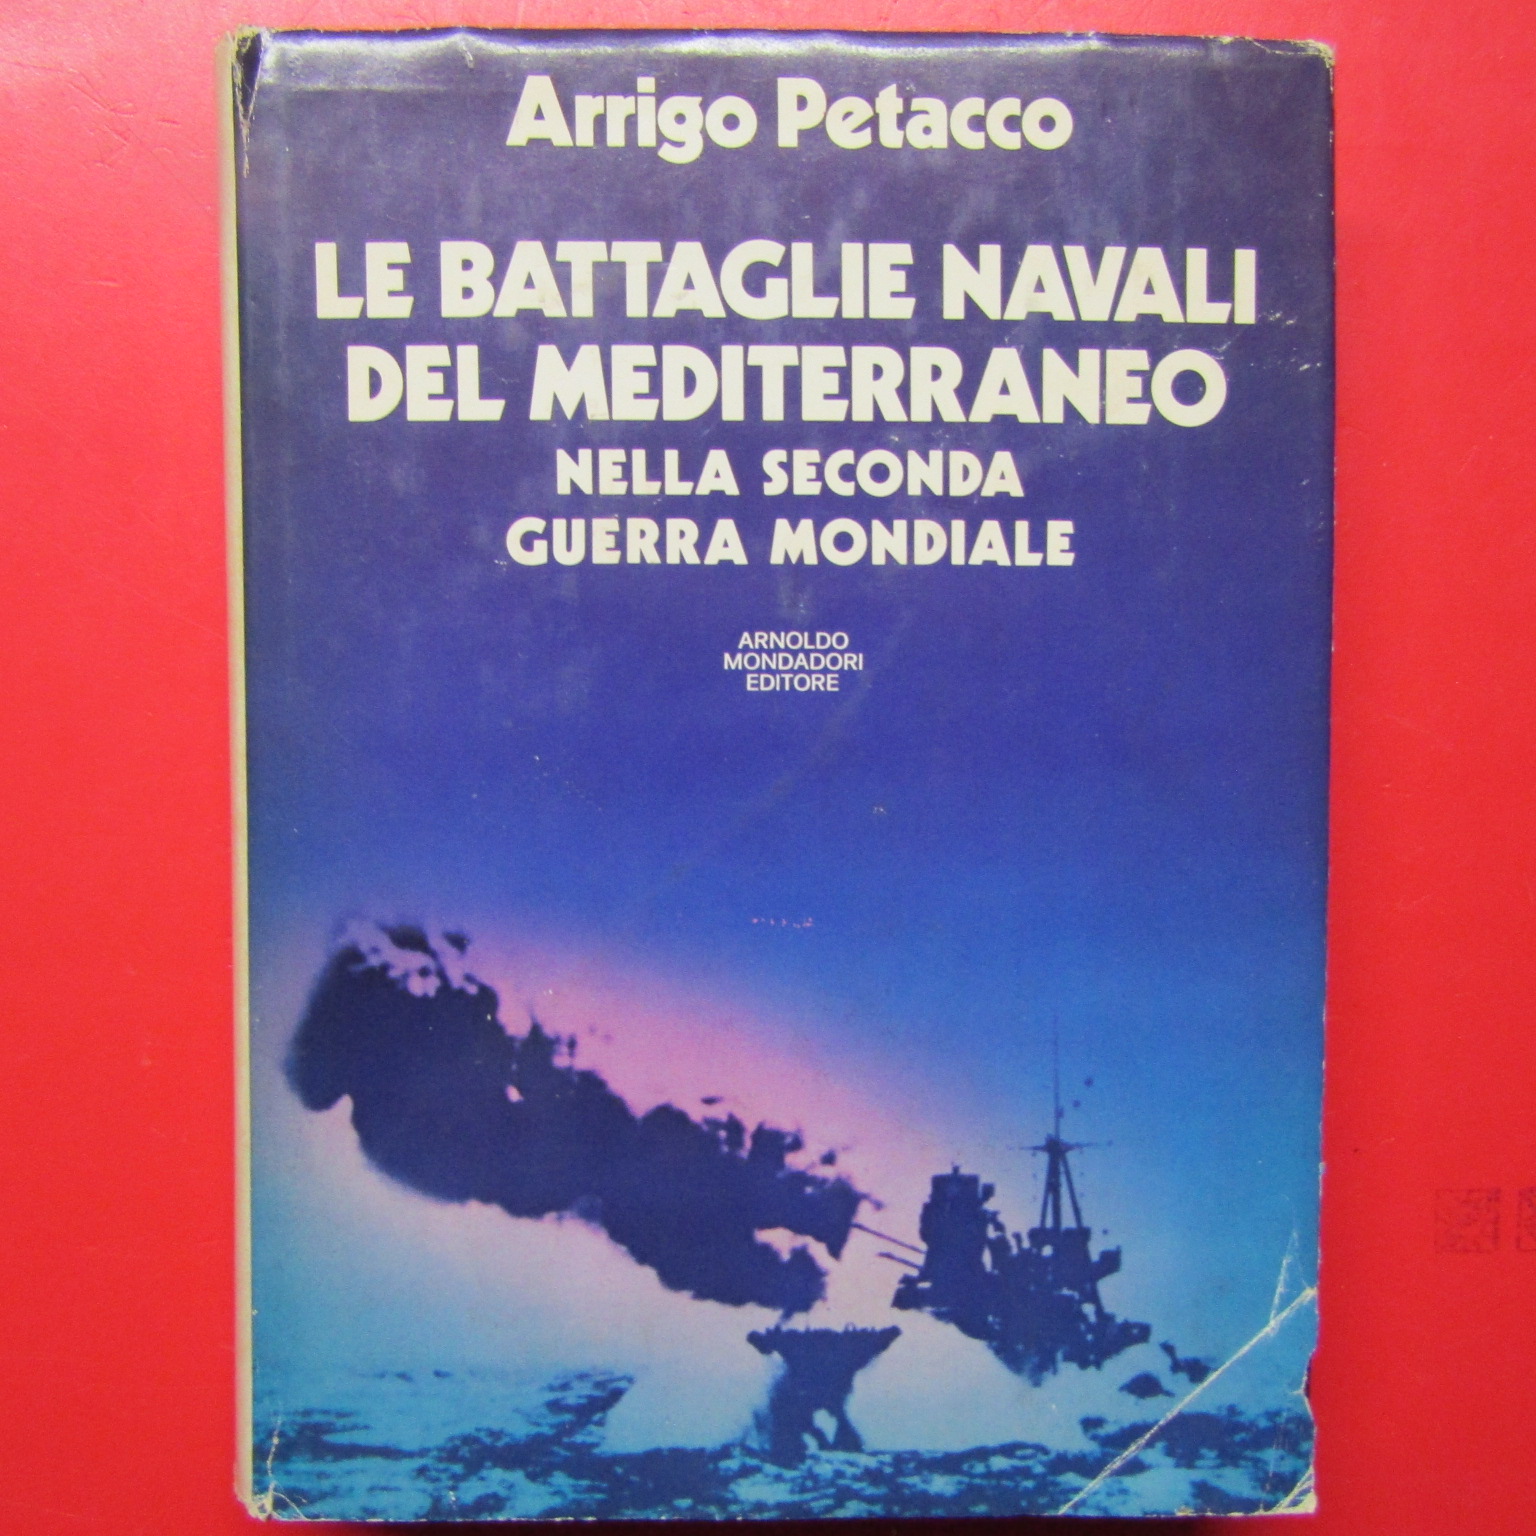 Arrigo Petacco
LE BATTAGLIE NAVALI
DEL MEDITERRANEO
NELLA SECONDA
GUERRA MONDIALE
ARNOLDO
MONDADORI
EDITORE